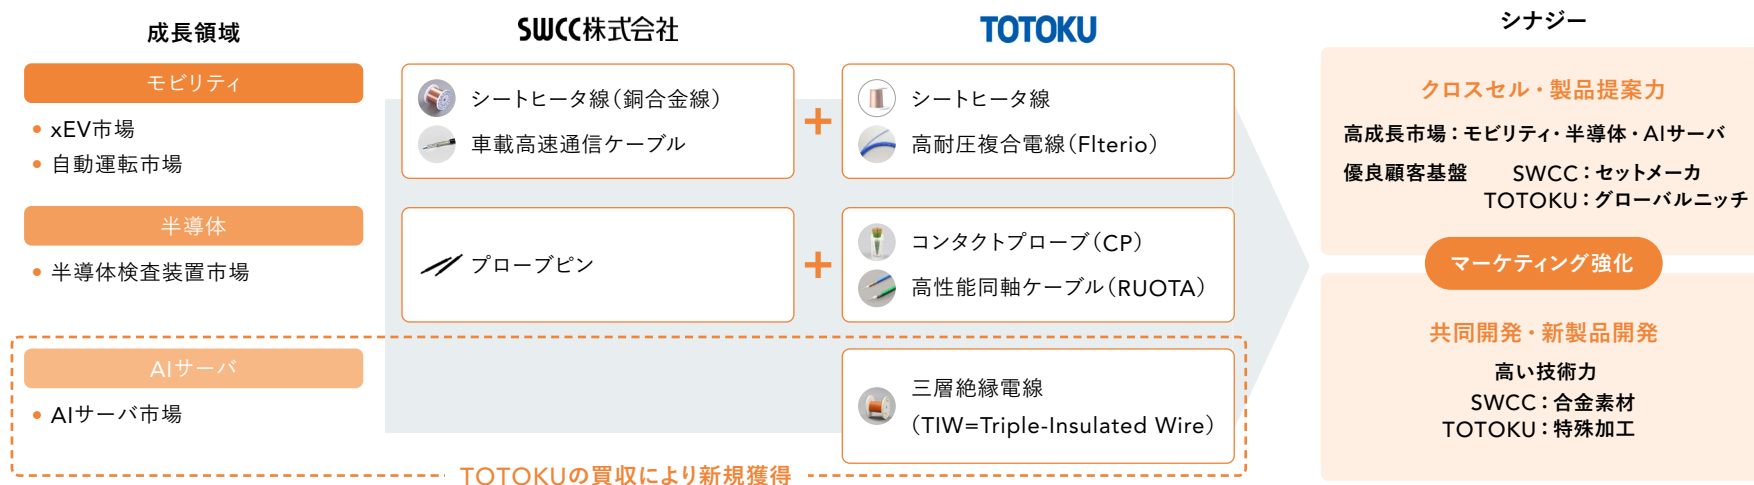 成長領域
SWCC株式会社
TOTOKU
シナジー
モビリティ
• xEV市場
• 自動運転市場
シートヒータ線（銅合金線）
車載高速通信ケーブル
+
シートヒータ線
高耐圧複合電線（Flterio）
半導体
• 半導体検査装置市場
プローブピン
+
コンタクトプローブ（CP）
高性能同軸ケーブル（RUOTA）
AIサーバ
• AIサーバ市場
三層絶縁電線
（TIW=Triple-Insulated Wire）
TOTOKUの買収により新規獲得
クロスセル・製品提案力
高成長市場：モビリティ・半導体・AIサーバ
優良顧客基盤 SWCC：セットメーカ
TOTOKU：グローバルニッチ
マーケティング強化
共同開発・新製品開発
高い技術力
SWCC：合金素材
TOTOKU：特殊加工